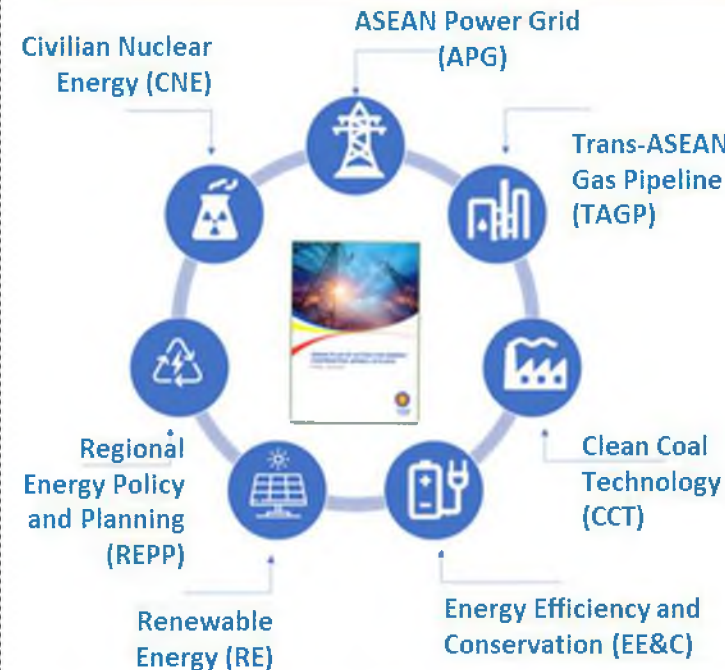 ASEAN Power Grid
(APG)
Civilian Nuclear
Energy (CNE)
Trans-ASEAN
Gas Pipeline
(TAGP)
Clean Coal
Technology
(CCT)
Regional
Energy Policy
and Planning
(REPP)
Energy Efficiency and
Conservation (EE&C)
Renewable
Energy (RE)